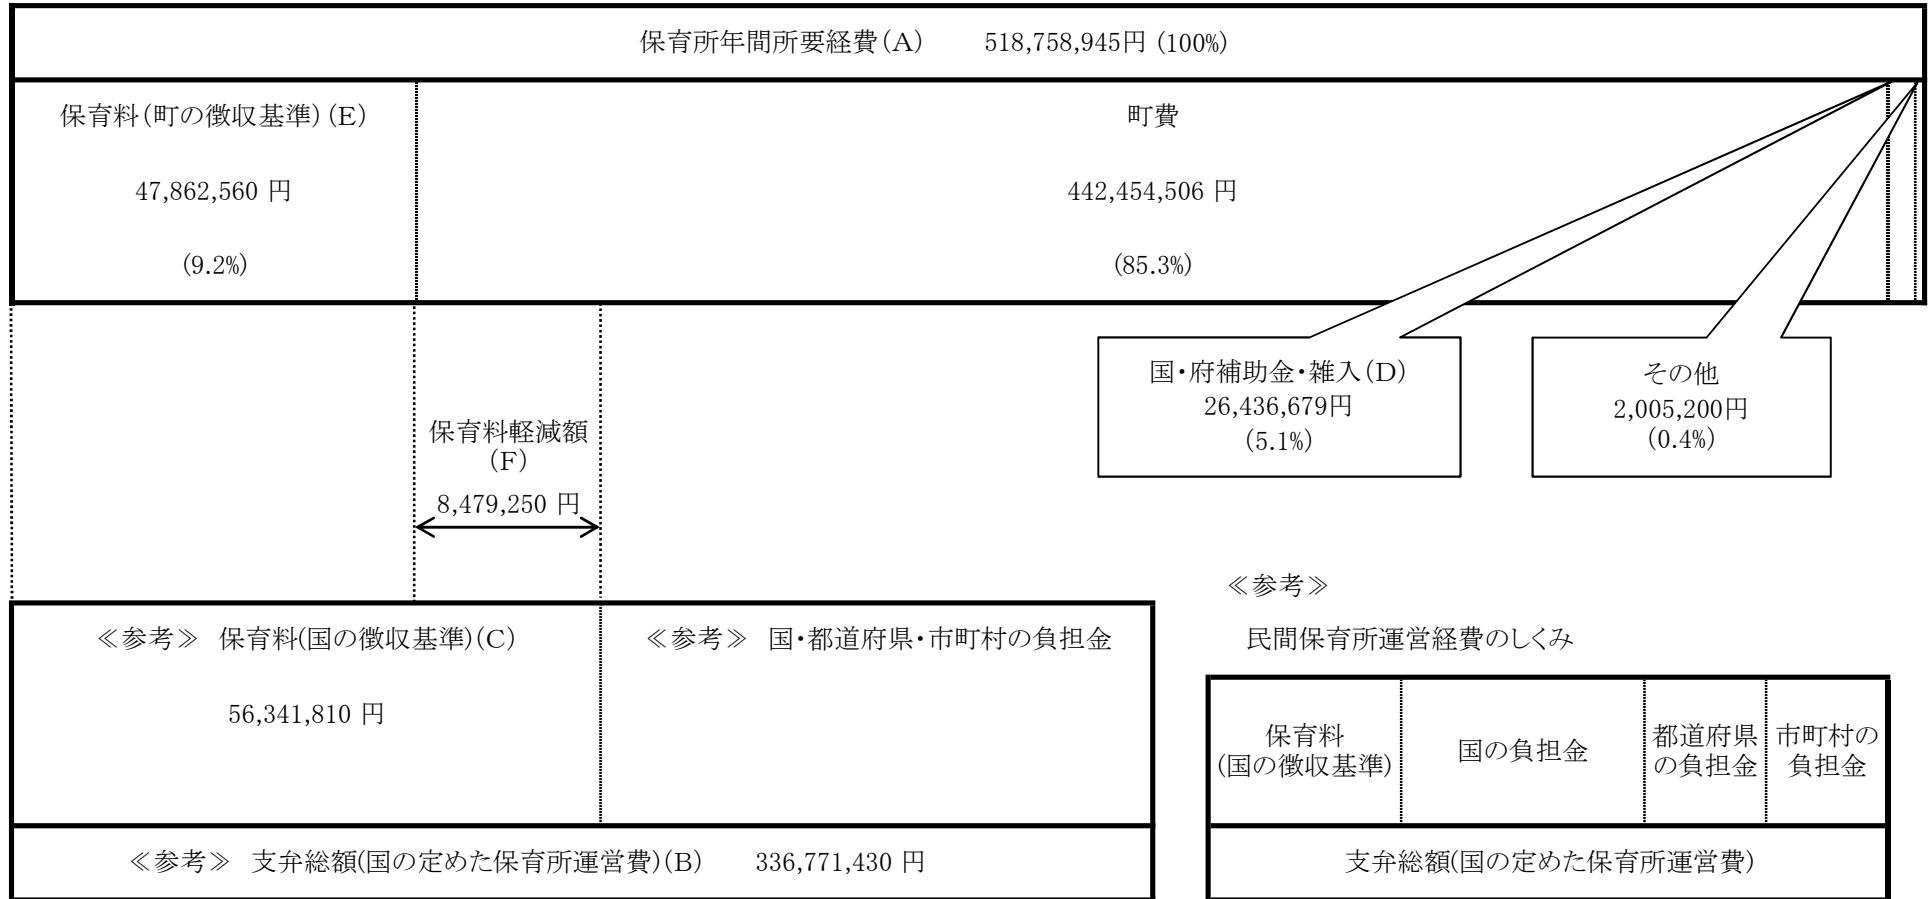 保育所年間所要経費(A)　518,758,945円 (100%)
保育料(町の徴収基準)(E)
47,862,560 円
(9.2%)
町費
442,454,506 円
(85.3%)
国・府補助金・雑入(D)
26,436,679円
(5.1%)
その他
2,005,200円
(0.4%)
保育料軽減額
(F)
8,479,250 円
≪参考≫　保育料(国の徴収基準)(C)
56,341,810 円
≪参考≫　国・都道府県・市町村の負担金
≪参考≫　支弁総額(国の定めた保育所運営費)(B)　336,771,430 円
≪参考≫
民間保育所運営経費のしくみ
保育料
(国の徴収基準)
国の負担金
都道府県
の負担金
市町村の
負担金
支弁総額(国の定めた保育所運営費)